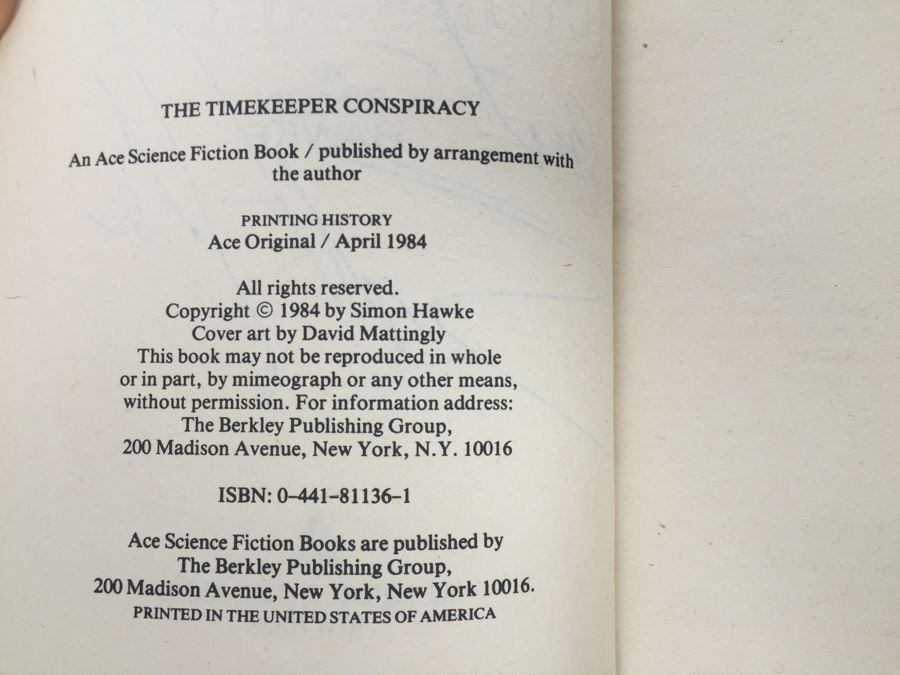 THE TIMEKEEPER CONSPIRACY
An Ace Science Fiction Book / published by arrangement with
the author
PRINTING HISTORY
Ace Original / April 1984
All rights reserved.
Copyright © 1984 by Simon Hawke
Cover art by David Mattingly
This book may not be reproduced in whole
or in part, by mimeograph or any other means,
without permission. For information address:
The Berkley Publishing Group,
200 Madison Avenue, New York, N.Y. 10016
ISBN: 0–441–81136–1
Ace Science Fiction Books are published by
The Berkley Publishing Group,
200 Madison Avenue, New York, New York 10016.
PRINTED IN THE UNITED STATES OF AMERICA